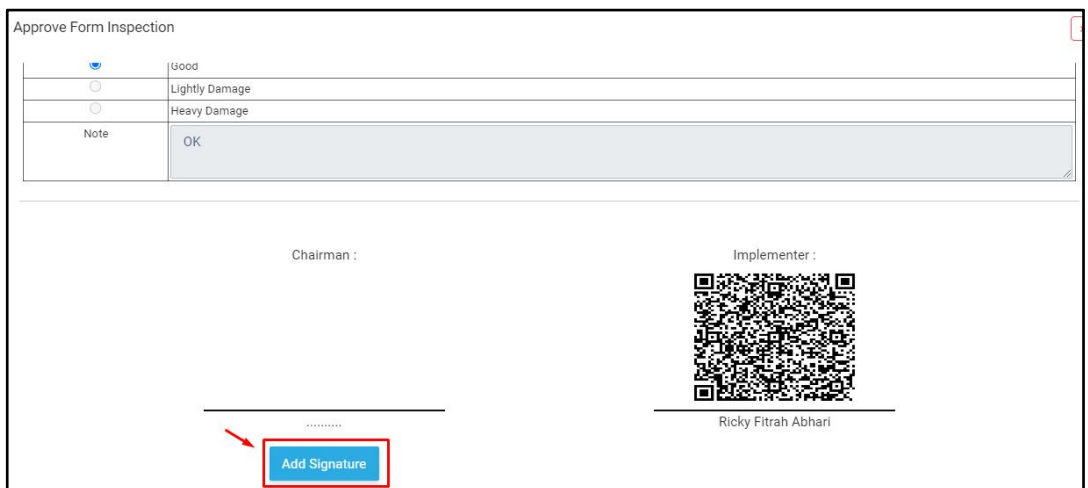 Approve Form Inspection
Good
Lightly Damage
Heavy Damage
Note
OK
Chairman :
Implementer :
..........
Ricky Fitrah Abhari
Add Signature